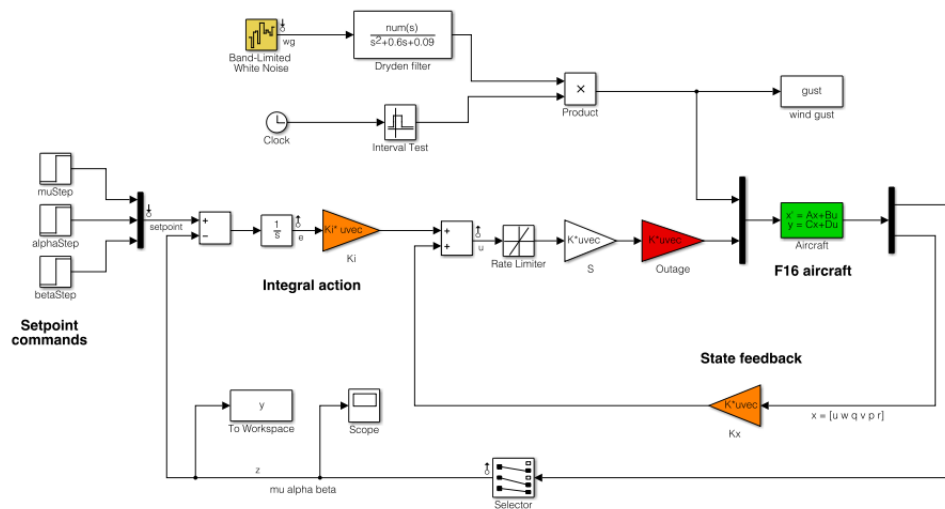 wg
Band-Limited
White Noise
num(s)
s2+0.6s+0.09
Dryden filter
×
Product
gust
wind gust
Clock
Interval Test
muStep
alphaStep
betaStep
setpoint
+
−
1
s
e
Ki* uvec
Ki
+
+
u
Rate Limiter
K*uvec
S
K*uvec
Outage
x' = Ax+Bu
y = Cx+Du
Aircraft
F16 aircraft
Integral action
Setpoint
commands
State feedback
K*uvec
Kx
x = [u w q v p r]
y
To Workspace
Scope
z
mu alpha beta
Selector